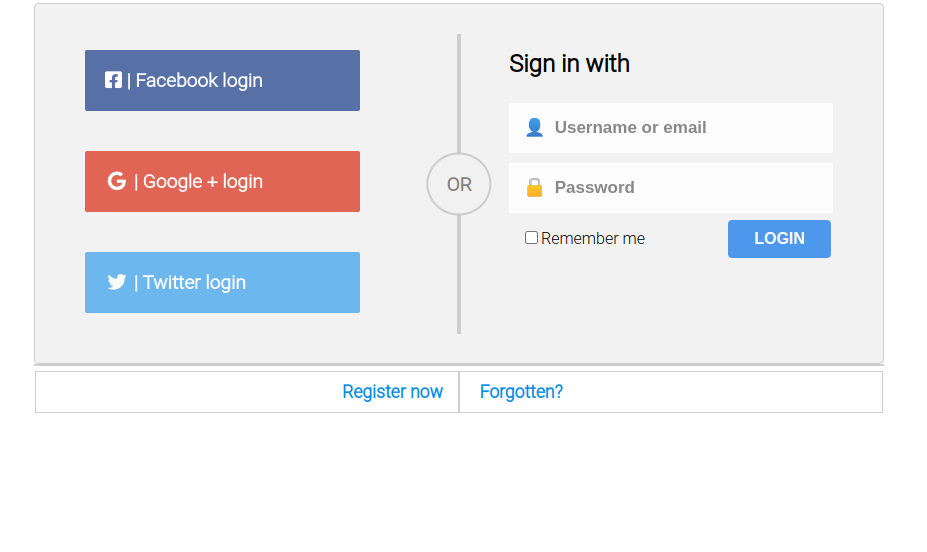 | Facebook login
| Google + login
| Twitter login
OR
Sign in with
Username or email
Password
Remember me
LOGIN
Register now
Forgotten?